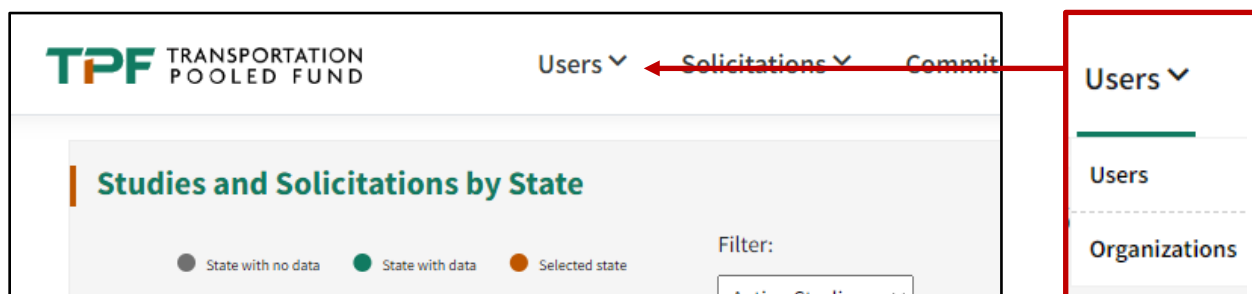 TPF TRANSPORTATION
POOLED FUND
Users Solicitations Commit
Studies and Solicitations by State
State with no data State with data Selected state
Filter:
Users
Users
Organizations